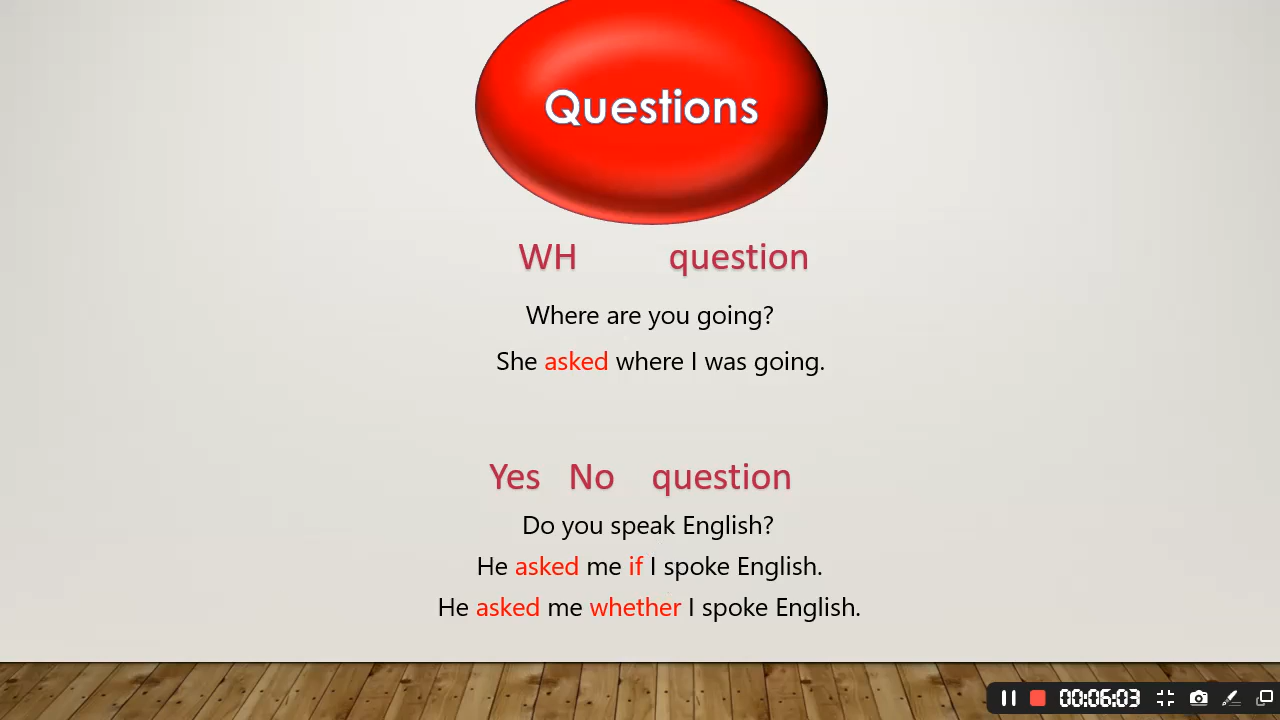 Questions
WH question
Where are you going?
She asked where I was going.
Yes No question
Do you speak English?
He asked me if I spoke English.
He asked me whether I spoke English.
00:06:03